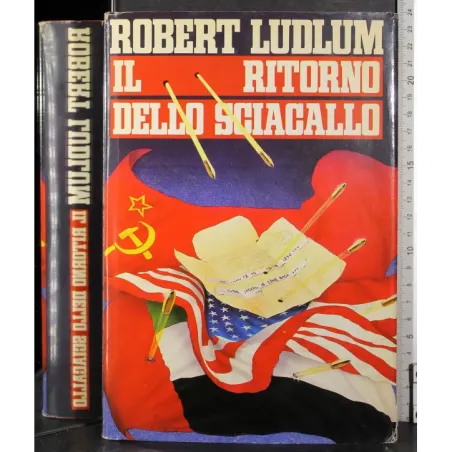 ROBERT LUDLUM
IL RITORNO
DELLO SCIACALLO
ROBERT LUDLUM IL RITORNO DELLO SCIACALLO